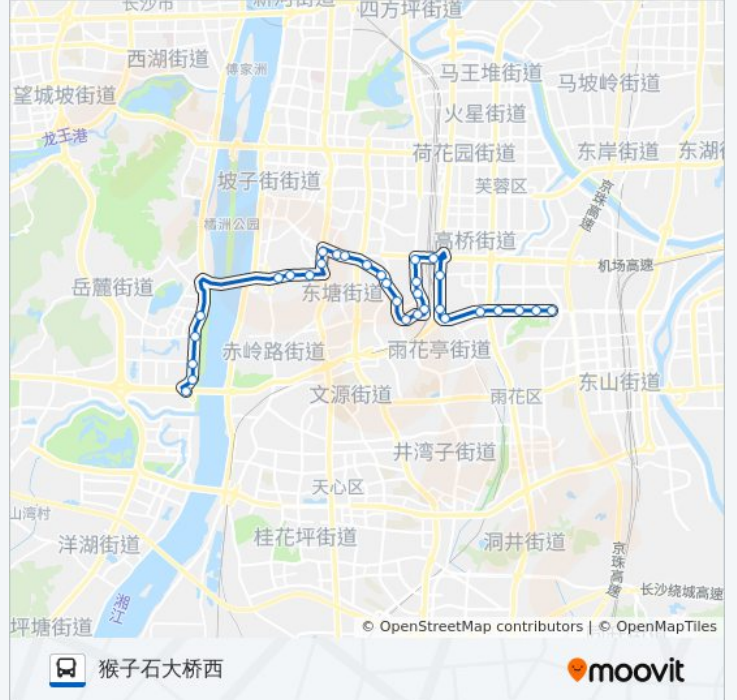 长沙市
新河街道
四方坪街道
西湖街道
傅家洲
马王堆街道
马坡岭街道
望城坡街道
火星街道
龙王港
荷花园街道
东岸街道
东湖街
坡子街街道
芙蓉区
京珠高速
橘洲公园
高桥街道
机场高速
岳麓街道
东塘街道
赤岭路街道
雨花亭街道
东山街道
文源街道
雨花区
井湾子街道
天心区
山湾村
洋湖街道
桂花坪街道
洞井街道
京珠高速
长沙绕城高速
湘江
坪塘街道
© OpenStreetMap contributors | © OpenMapTiles
猴子石大桥西
moovit